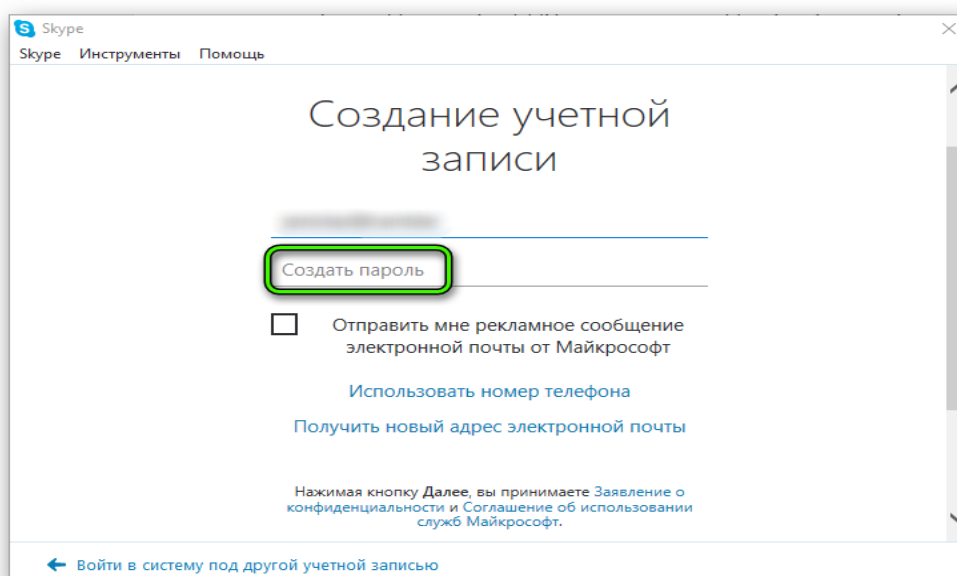 Skype
Skype Инструменты Помощь
Создание учетной
записи
Создать пароль
Отправить мне рекламное сообщение
электронной почты от Майкрософт
Использовать номер телефона
Получить новый адрес электронной почты
Нажимая кнопку Далее, вы принимаете Заявление о
конфиденциальности и Соглашение об использовании
служб Майкрософт.
Войти в систему под другой учетной записью